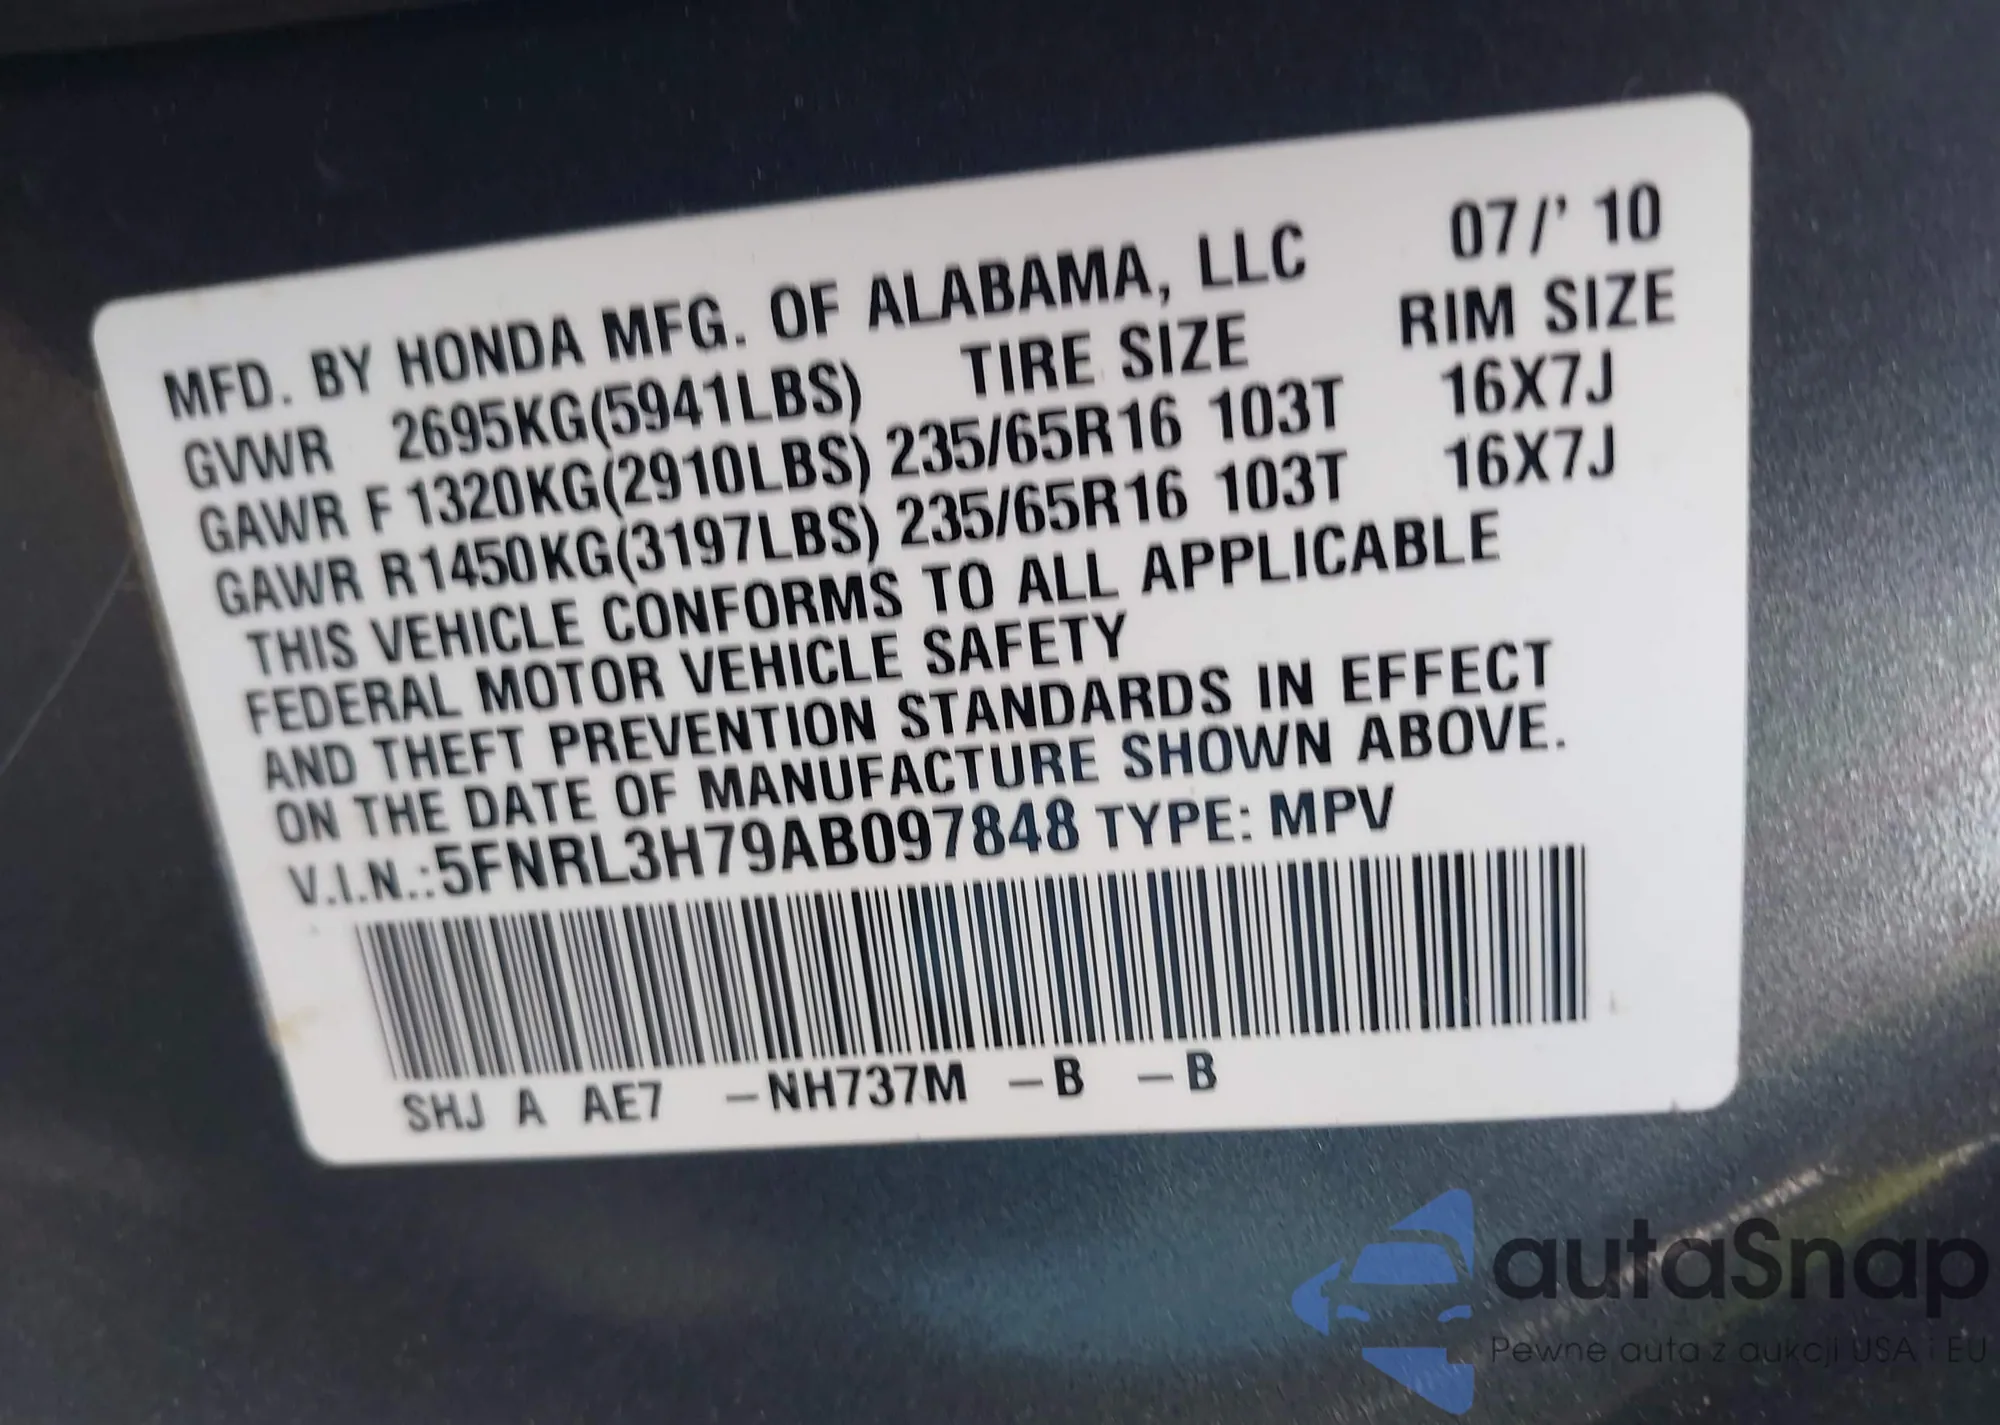 MFD. BY HONDA MFG. OF ALABAMA, LLC 07/' 10
GVWR 2695KG(5941LBS) TIRE SIZE RIM SIZE
GAWR F 1320KG(2910LBS) 235/65R16 103T 16X7J
GAWR R1450KG(3197LBS) 235/65R16 103T 16X7J
THIS VEHICLE CONFORMS TO ALL APPLICABLE
FEDERAL MOTOR VEHICLE SAFETY
AND THEFT PREVENTION STANDARDS IN EFFECT
ON THE DATE OF MANUFACTURE SHOWN ABOVE.
V.I.N.:5FNRL3H79AB097848 TYPE: MPV
SHJ A AE7 –NH737M –B –B
autaSnap
Pewne auta z aukcji USA i EU